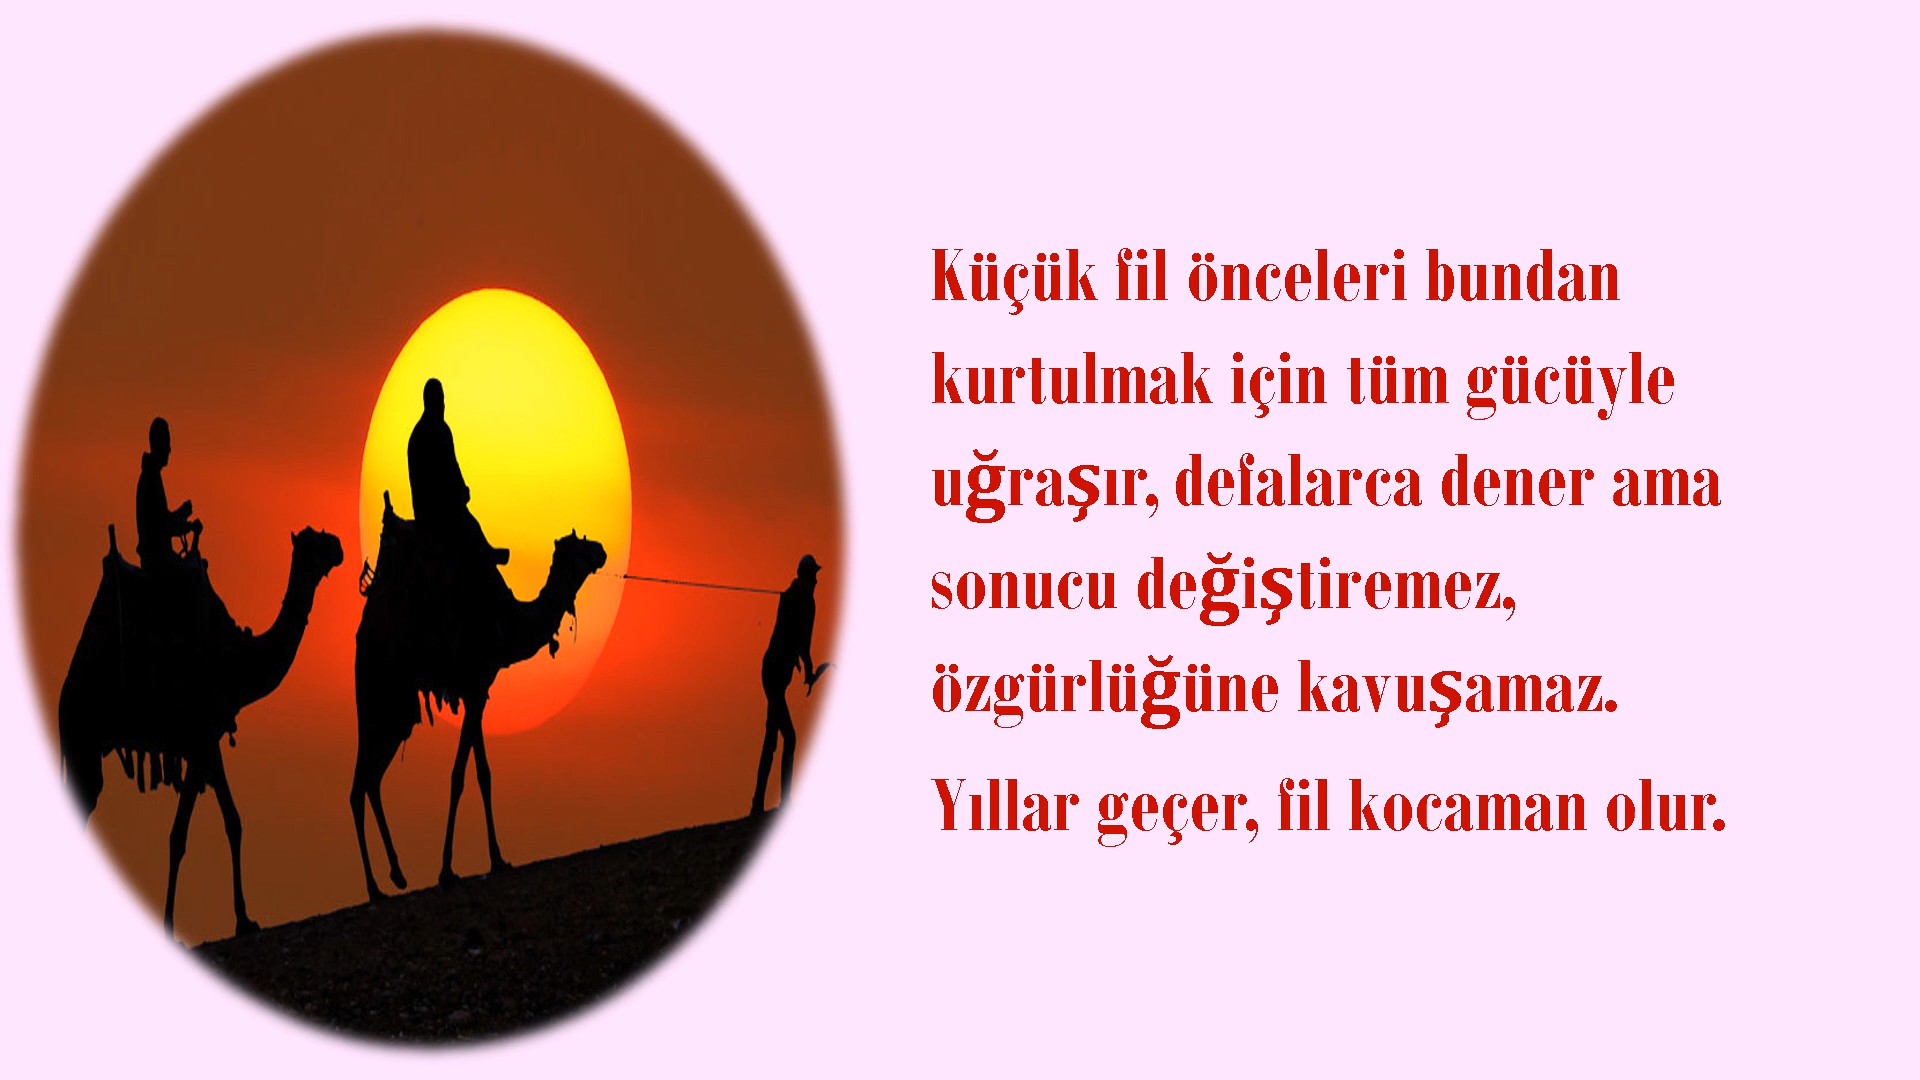 Küçük fil önceleri bundan
kurtulmak için tüm gücüyle
uğraşır, defalarca dener ama
sonucu değiştiremez,
özgürlüğüne kavuşamaz.
Yıllar geçer, fil kocaman olur.